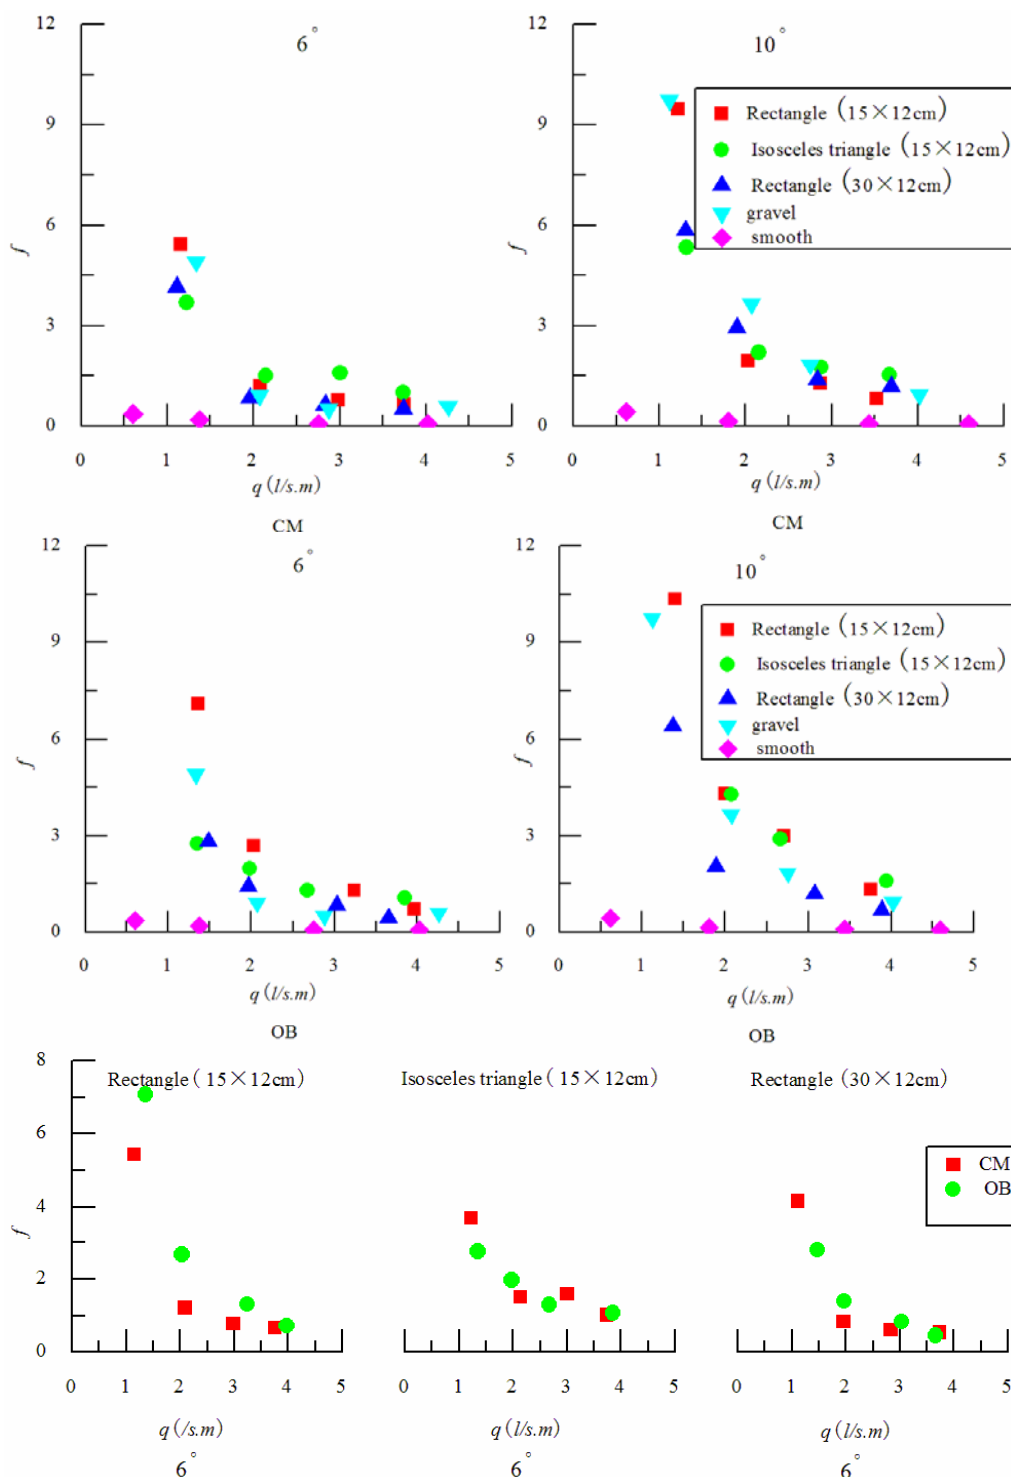 12
6°
9
6
f
3
0
0 1 2 3 4 5
q (l/s.m)
CM
12
10°
Rectangle (15×12cm)
Isosceles triangle (15×12cm)
Rectangle (30×12cm)
gravel
smooth
9
6
f
3
0
0 1 2 3 4 5
q (l/s.m)
CM
12
6°
9
6
f
3
0
0 1 2 3 4 5
q (l/s.m)
OB
12
10°
Rectangle (15×12cm)
Isosceles triangle (15×12cm)
Rectangle (30×12cm)
gravel
smooth
9
6
f
3
0
0 1 2 3 4 5
q (l/s.m)
OB
8
Rectangle ( 15×12cm)
6
4
f
2
0
0 1 2 3 4 5
q (/s.m)
6°
Isosceles triangle ( 15×12cm)
0 1 2 3 4 5
q (l/s.m)
6°
Rectangle (30×12cm)
CM
OB
0 1 2 3 4 5
q (l/s.m)
6°